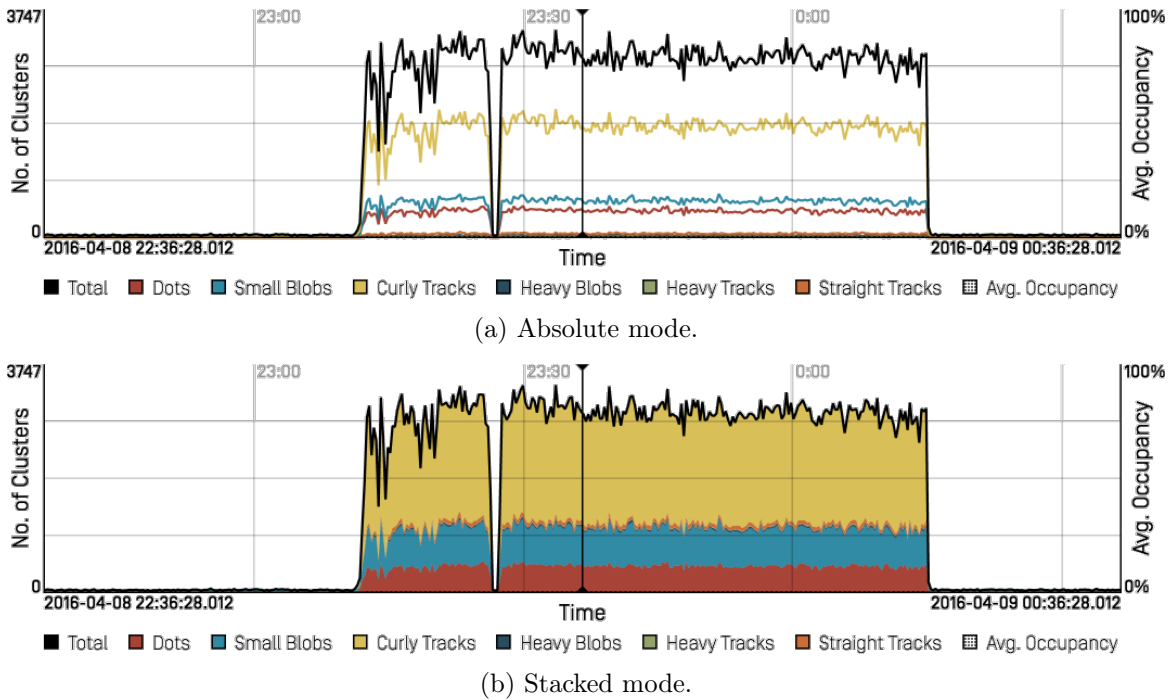 3747 23:00 23:30 0:00 100%
No. of Clusters
Avg. Occupancy
0 0%
2016-04-08 22:36:28.012 Time 2016-04-09 00:36:28.012
Total Dots Small Blobs Curly Tracks Heavy Blobs Heavy Tracks Straight Tracks Avg. Occupancy
(a) Absolute mode.
3747 23:00 23:30 0:00 100%
No. of Clusters
Avg. Occupancy
0 0%
2016-04-08 22:36:28.012 Time 2016-04-09 00:36:28.012
Total Dots Small Blobs Curly Tracks Heavy Blobs Heavy Tracks Straight Tracks Avg. Occupancy
(b) Stacked mode.